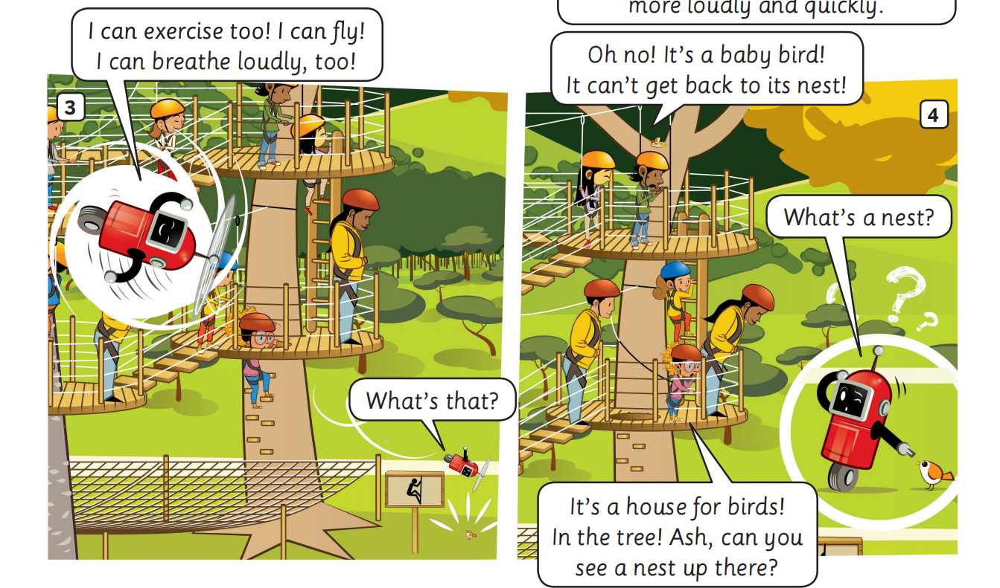 I can exercise too! I can fly!
I can breathe loudly, too!
3
What's that?
more loudly and quickly.
Oh no! It's a baby bird!
It can't get back to its nest!
4
What's a nest?
It's a house for birds!
In the tree! Ash, can you
see a nest up there?